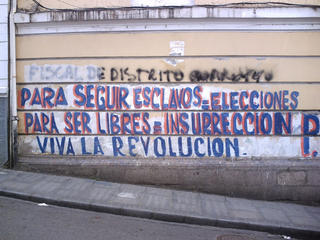 FISCAL DE DISTRITO
PARA SEGUIR ESCLAVOS = ELECCIONES
PARA SER LIBRES = INSURRECCION P.
VIVA LA REVOLUCION.